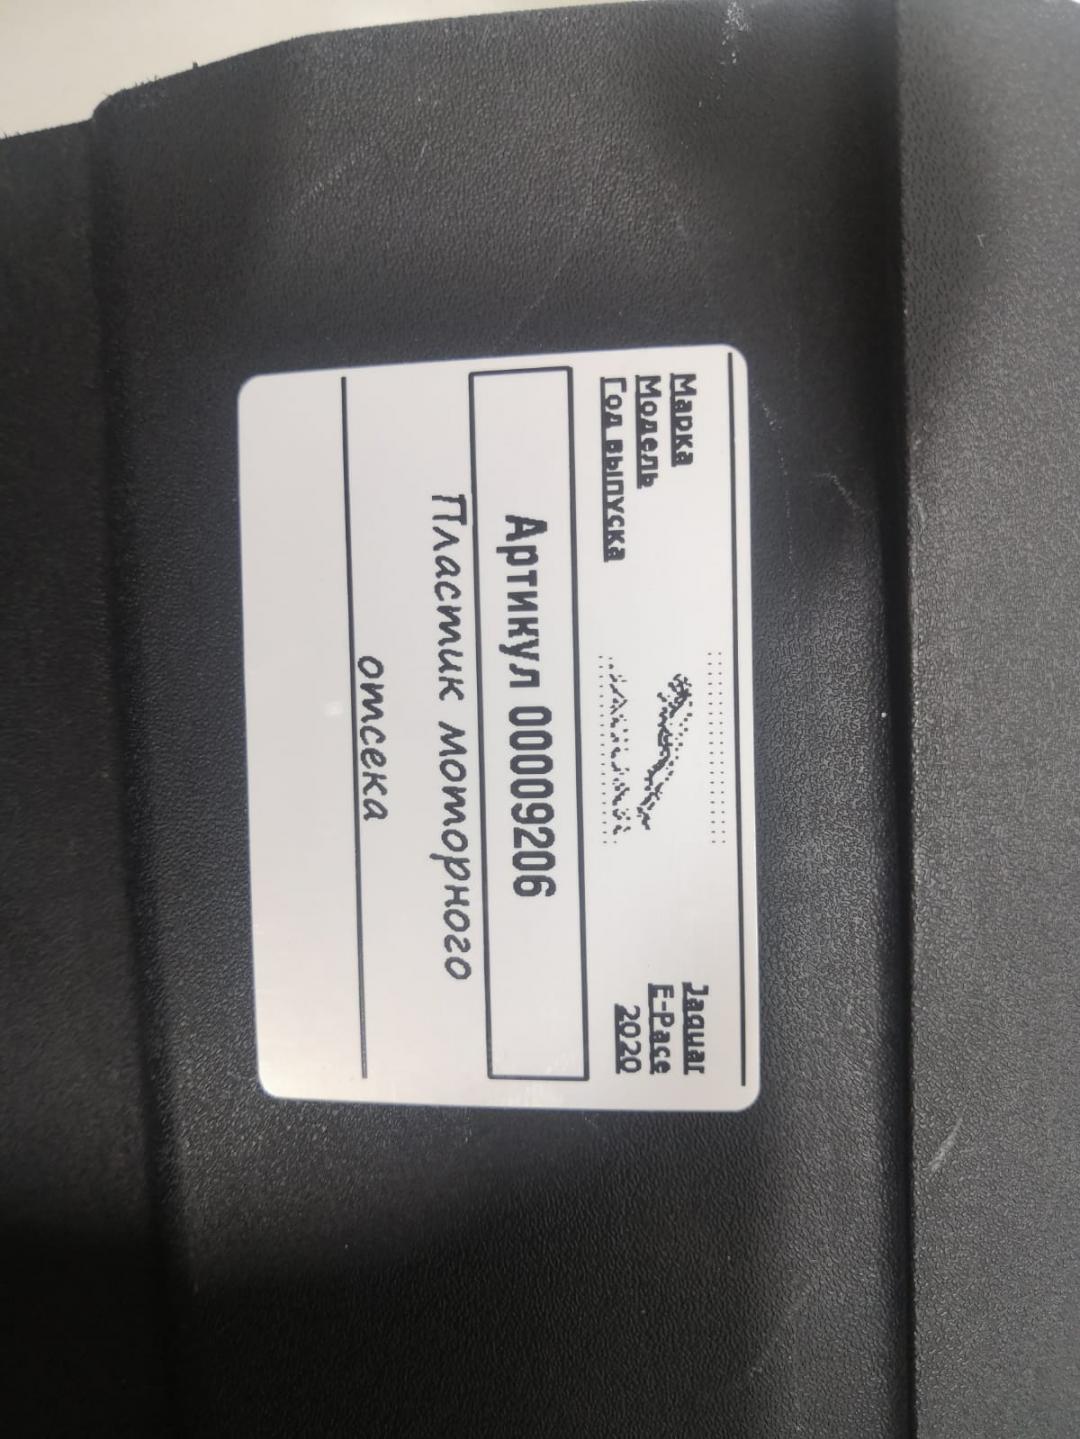 Марка Jaguar
Модель E-Pace
Год выпуска 2020
Артикул 00009206
Пластик моторного
отсека